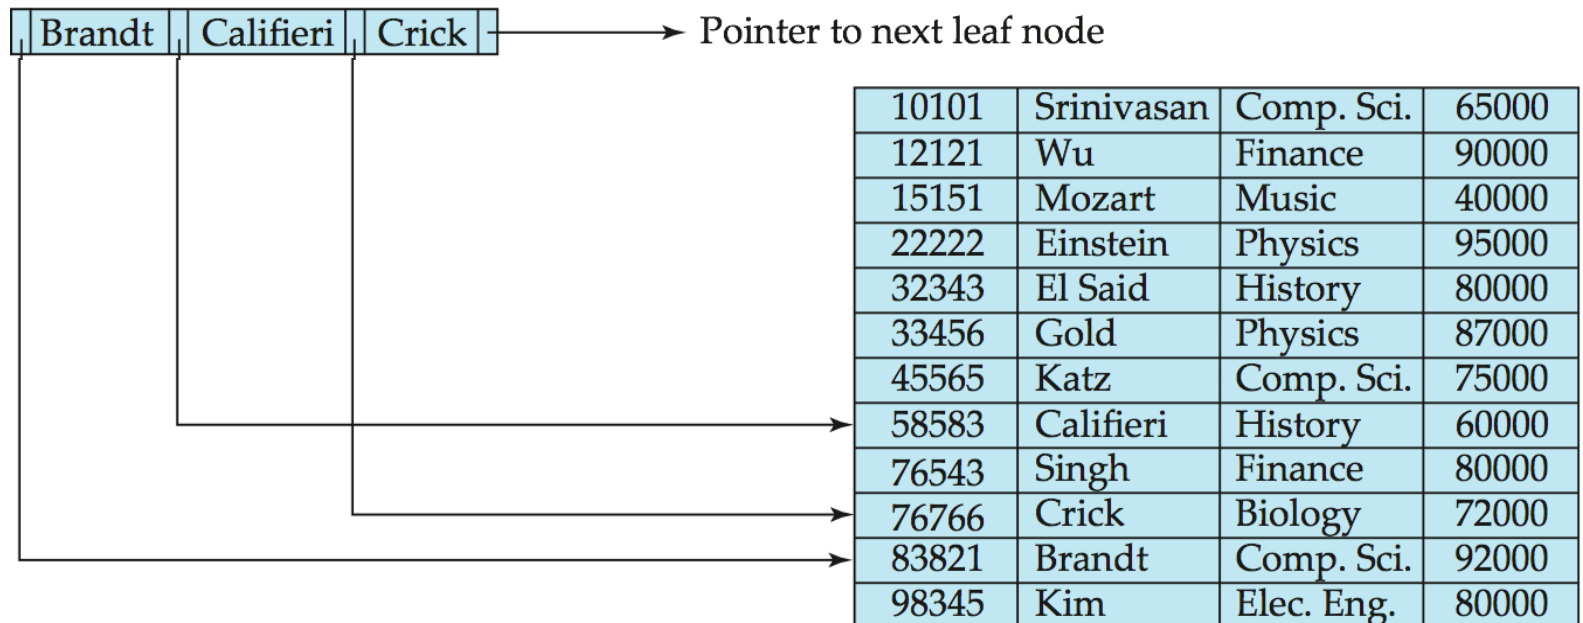 Brandt Califieri Crick Pointer to next leaf node
10101 Srinivasan Comp. Sci. 65000
12121 Wu Finance 90000
15151 Mozart Music 40000
22222 Einstein Physics 95000
32343 El Said History 80000
33456 Gold Physics 87000
45565 Katz Comp. Sci. 75000
58583 Califieri History 60000
76543 Singh Finance 80000
76766 Crick Biology 72000
83821 Brandt Comp. Sci. 92000
98345 Kim Elec. Eng. 80000